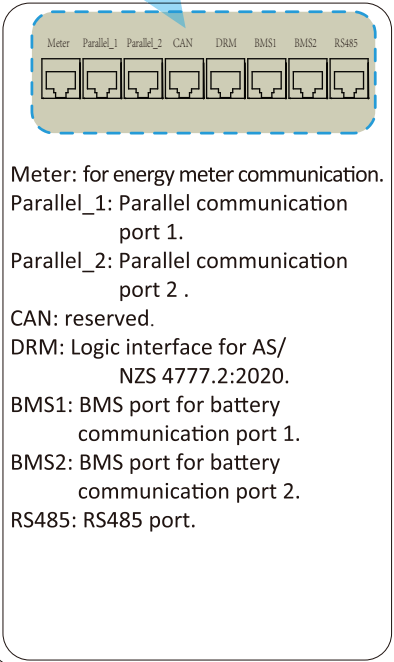 Meter Parallel_1 Parallel_2 CAN DRM BMS1 BMS2 RS485
Meter: for energy meter communication.
Parallel_1: Parallel communication
port 1.
Parallel_2: Parallel communication
port 2 .
CAN: reserved.
DRM: Logic interface for AS/
NZS 4777.2:2020.
BMS1: BMS port for battery
communication port 1.
BMS2: BMS port for battery
communication port 2.
RS485: RS485 port.